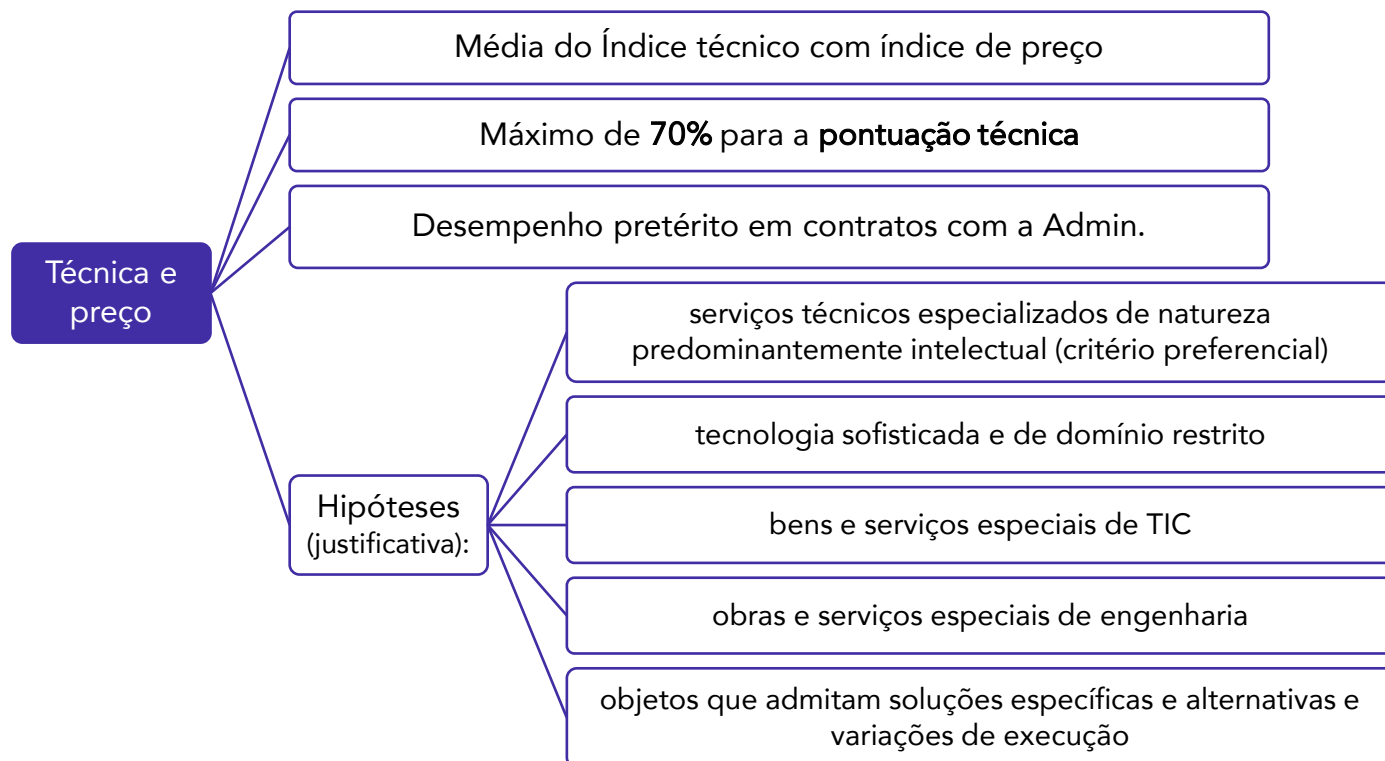 Técnica e
preço
Média do Índice técnico com índice de preço
Máximo de 70% para a pontuação técnica
Desempenho pretérito em contratos com a Admin.
Hipóteses
(justificativa):
serviços técnicos especializados de natureza
predominantemente intelectual (critério preferencial)
tecnologia sofisticada e de domínio restrito
bens e serviços especiais de TIC
obras e serviços especiais de engenharia
objetos que admitam soluções específicas e alternativas e
variações de execução